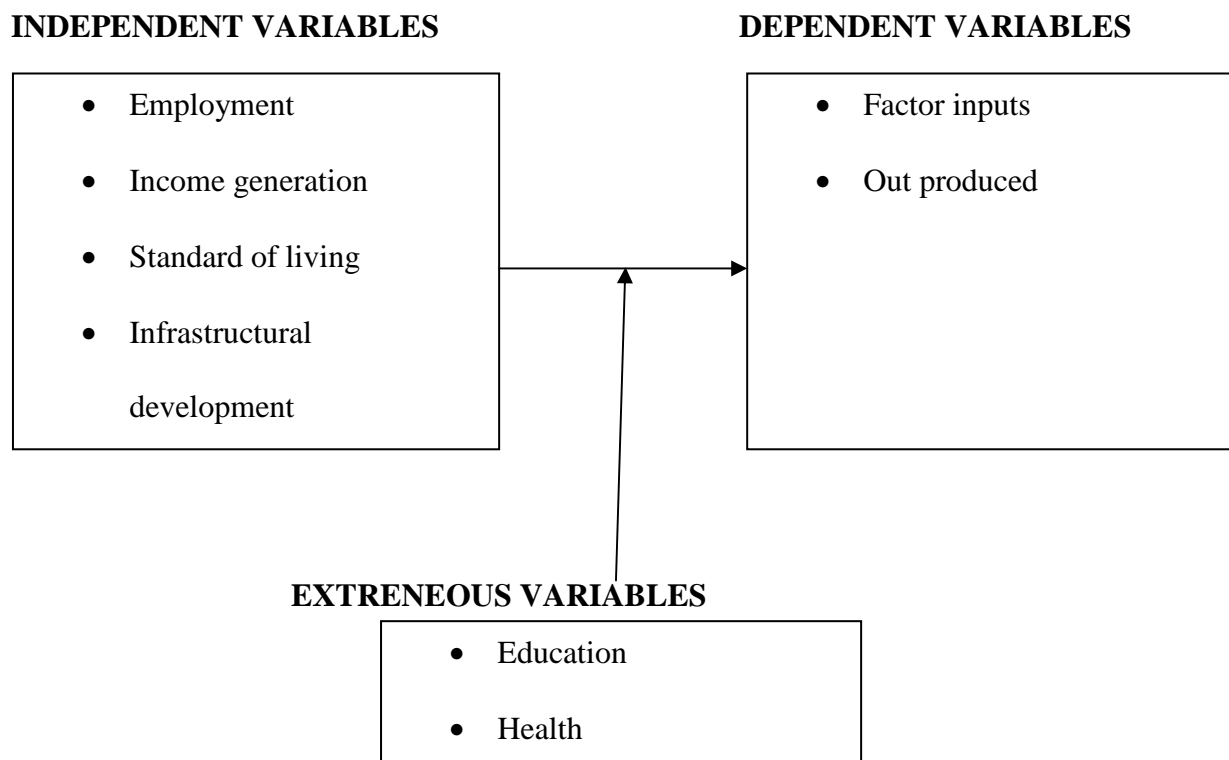 INDEPENDENT VARIABLES
• Employment
• Income generation
• Standard of living
• Infrastructural
development
DEPENDENT VARIABLES
• Factor inputs
• Out produced
EXTRENEOUS VARIABLES
• Education
• Health